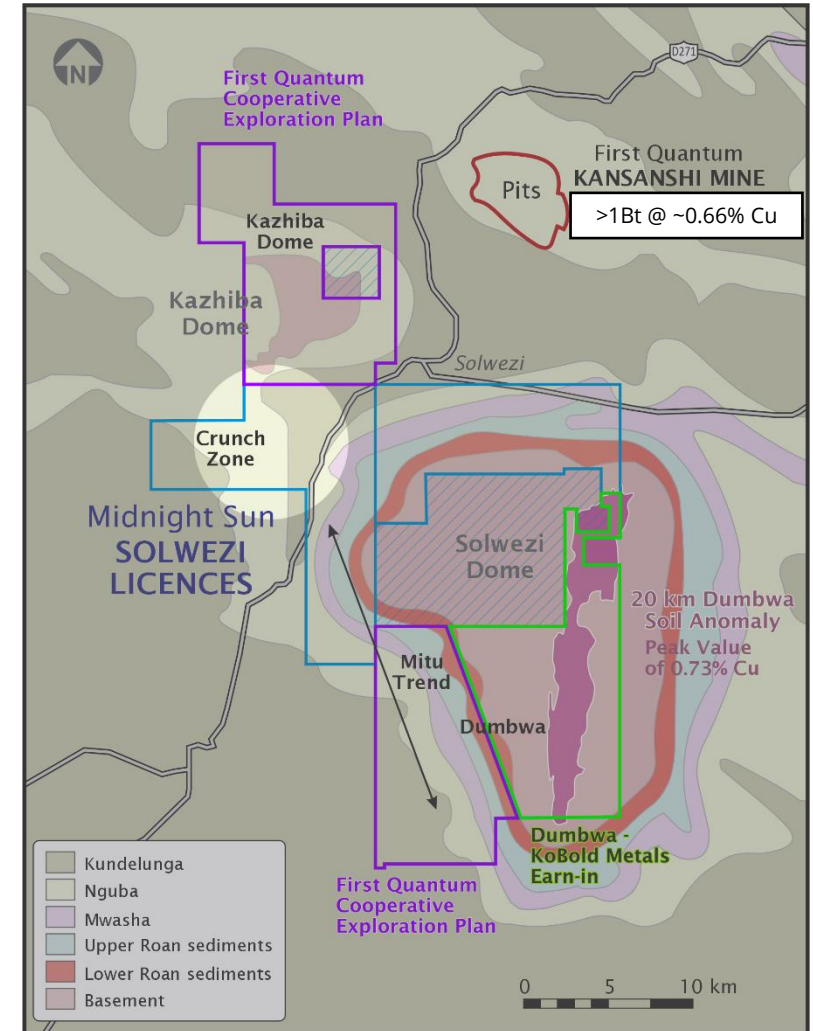 N
D271
First Quantum
Cooperative
Exploration Plan
First Quantum
KANSANSHI MINE
Pits
>1Bt @ ~0.66% Cu
Kazhiba
Dome
Kazhiba
Dome
Solwezi
Crunch
Zone
Midnight Sun
SOLWEZI
LICENCES
Solwezi
Dome
20 km Dumbwa
Soil Anomaly
Peak Value
of 0.73% Cu
Mitu
Trend
Dumbwa
Dumbwa -
KoBold Metals
Earn-in
First Quantum
Cooperative
Exploration Plan
Kundelunga
Nguba
Mwasha
Upper Roan sediments
Lower Roan sediments
Basement
0 5 10 km